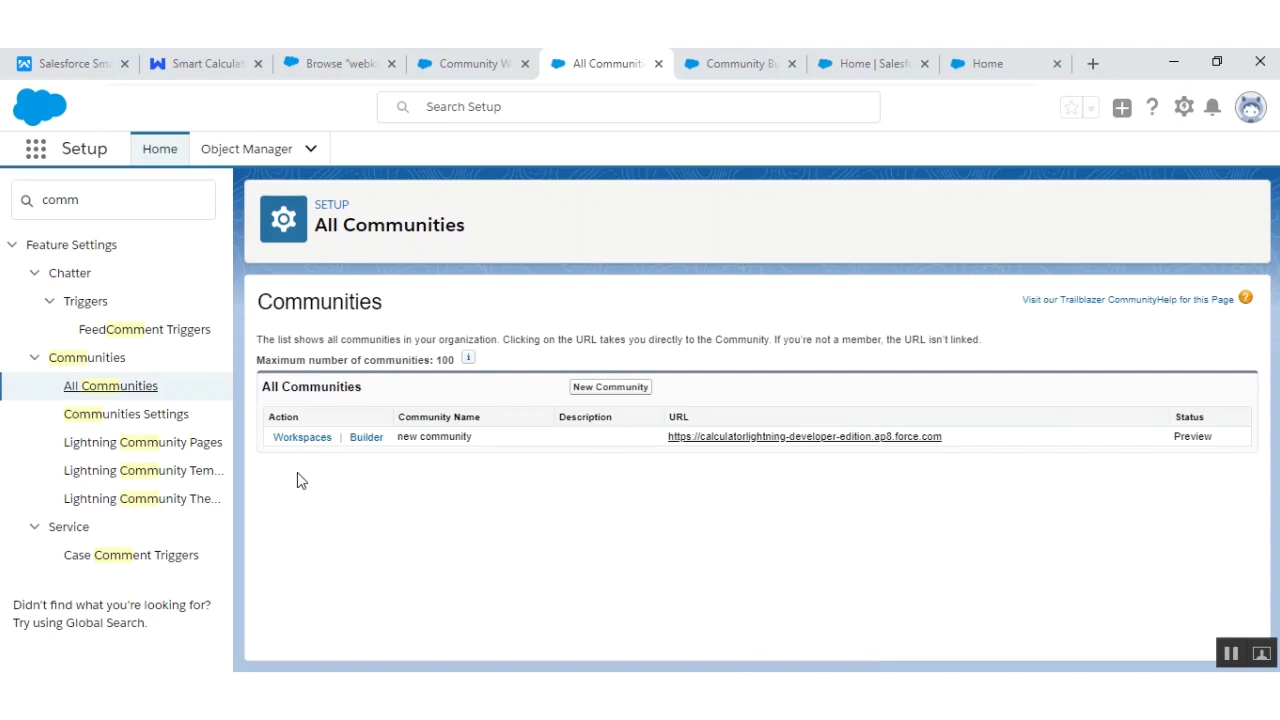 Salesforce Sma
Smart Calculat
Browse "webk
Community W
All Communiti
Community Bu
Home | Salesf
Home
Search Setup
Setup
Home
Object Manager
comm
Feature Settings
Chatter
Triggers
FeedComment Triggers
Communities
All Communities
Communities Settings
Lightning Community Pages
Lightning Community Tem...
Lightning Community The...
Service
Case Comment Triggers
Didn't find what you're looking for?
Try using Global Search.
SETUP
All Communities
Communities
Visit our Trailblazer Community Help for this Page
The list shows all communities in your organization. Clicking on the URL takes you directly to the Community. If you're not a member, the URL isn't linked.
Maximum number of communities: 100 i
All Communities New Community
Action Community Name Description URL Status
Workspaces | Builder new community https://calculatorlightning-developer-edition.ap8.force.com Preview